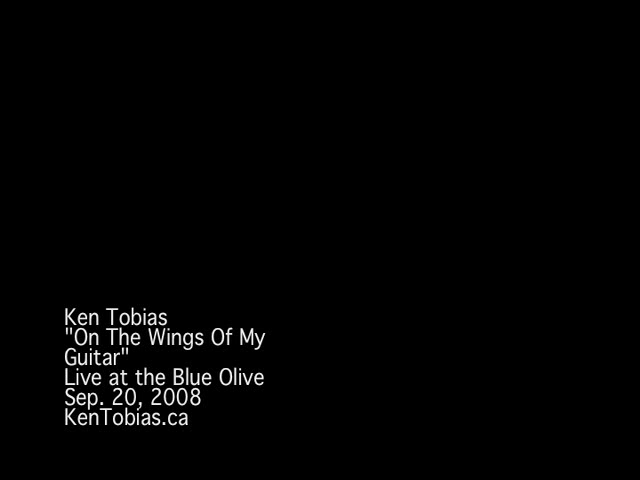 Ken Tobias
"On The Wings Of My
Guitar"
Live at the Blue Olive
Sep. 20, 2008
KenTobias.ca